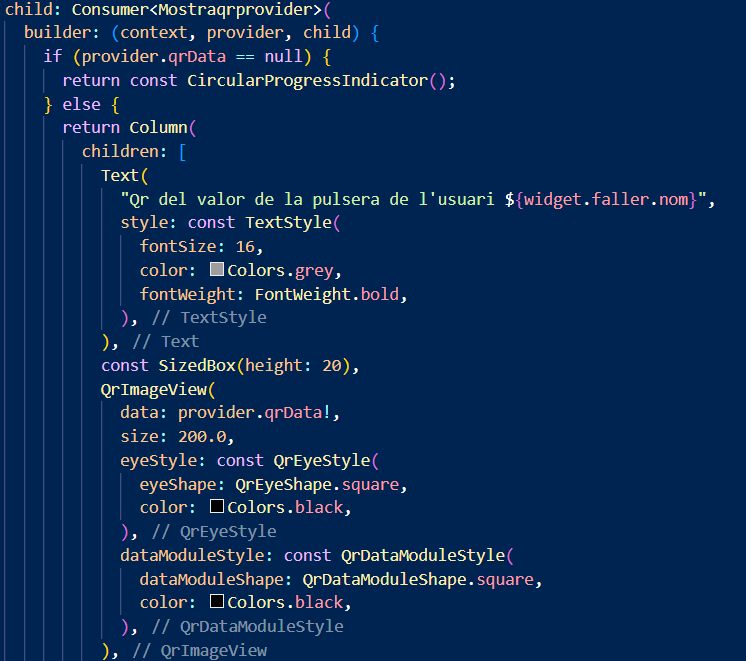 child: Consumer<Mostraqrprovider>(
  builder: (context, provider, child) {
    if (provider.qrData == null) {
      return const CircularProgressIndicator();
    } else {
      return Column(
        children: [
          Text(
            "Qr del valor de la pulsera de l'usuari ${widget.faller.nom}",
            style: const TextStyle(
              fontSize: 16,
              color: Colors.grey,
              fontWeight: FontWeight.bold,
            ), // TextStyle
          ), // Text
          const SizedBox(height: 20),
          QrImageView(
            data: provider.qrData!,
            size: 200.0,
            eyeStyle: const QrEyeStyle(
              eyeShape: QrEyeShape.square,
              color: Colors.black,
            ), // QrEyeStyle
            dataModuleStyle: const QrDataModuleStyle(
              dataModuleShape: QrDataModuleShape.square,
              color: Colors.black,
            ), // QrDataModuleStyle
          ), // QrImageView